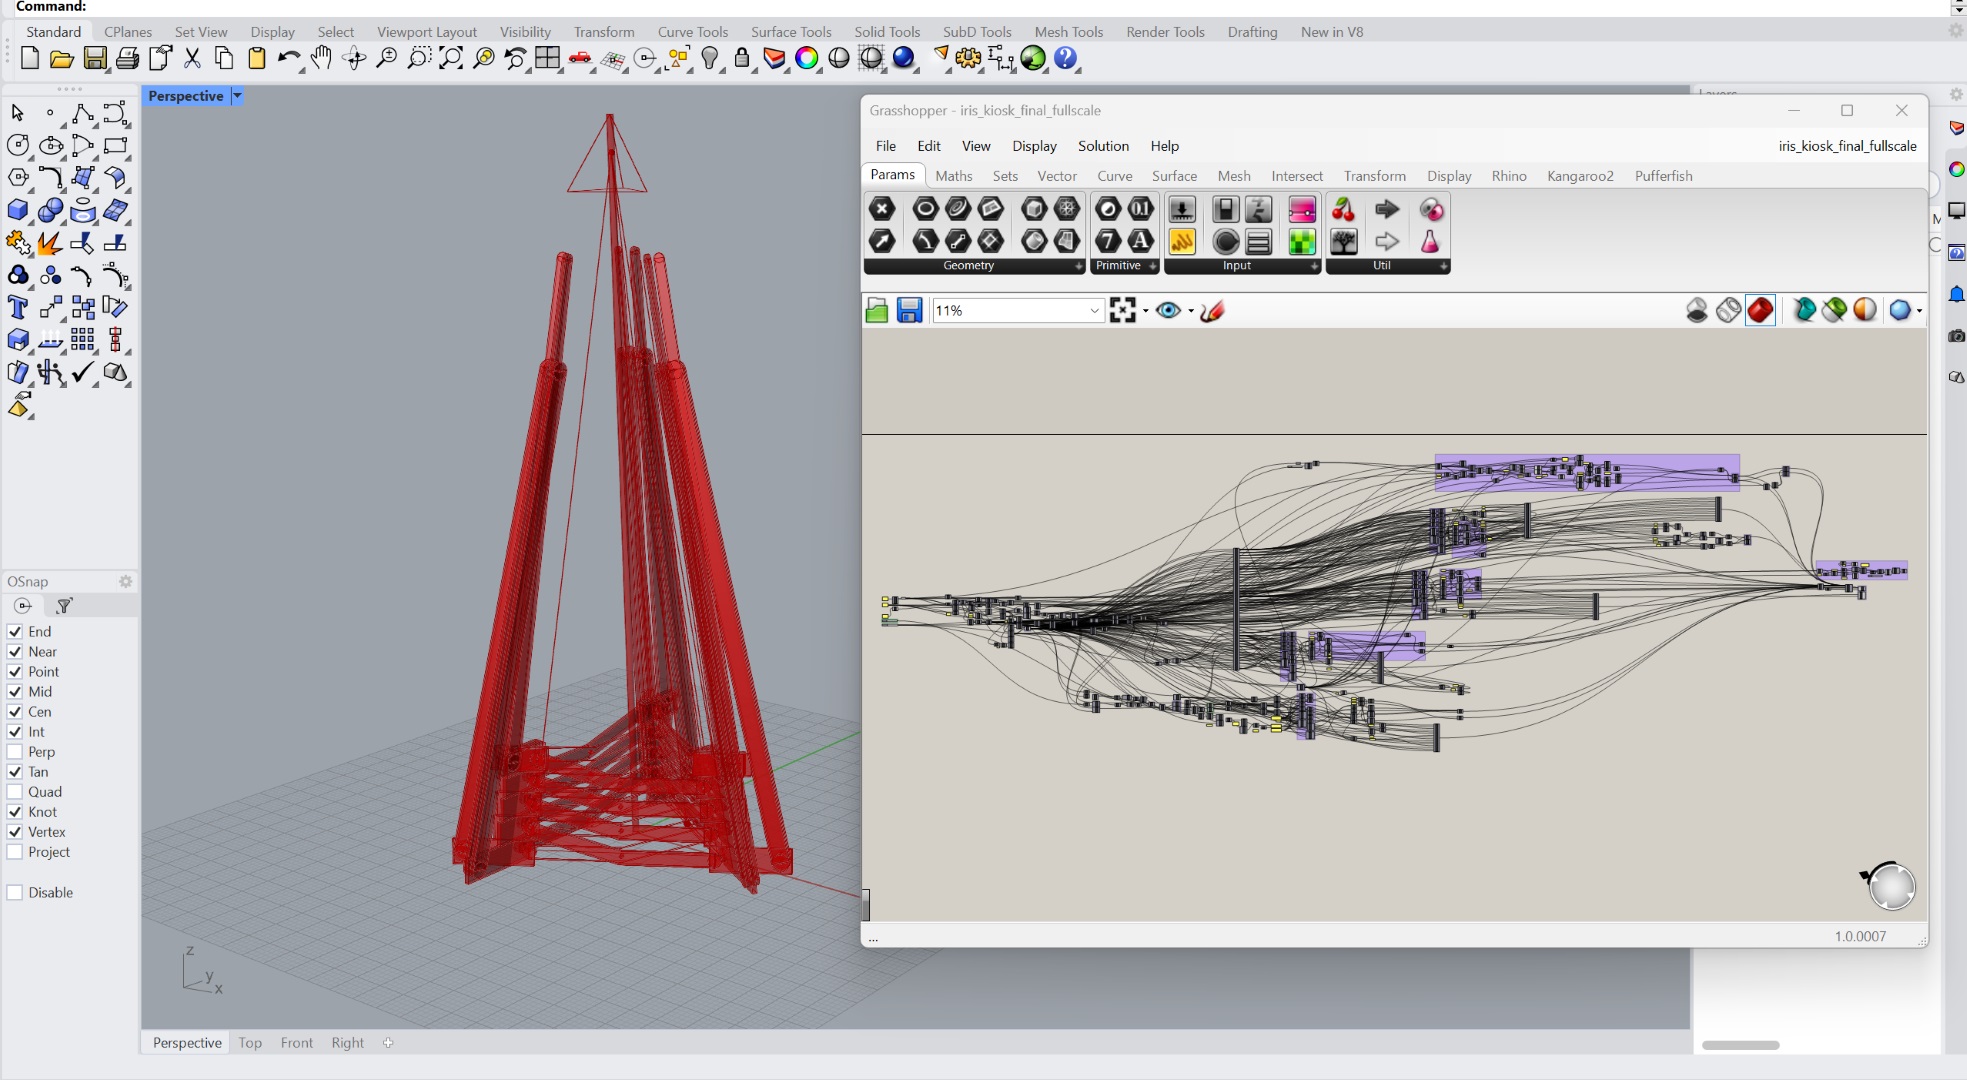 Command:
Standard CPlanes Set View Display Select Viewport Layout Visibility Transform Curve Tools Surface Tools Solid Tools SubD Tools Mesh Tools Render Tools Drafting New in V8
Perspective
Layers
Grasshopper - iris_kiosk_final_fullscale
File Edit View Display Solution Help iris_kiosk_final_fullscale
Params Maths Sets Vector Curve Surface Mesh Intersect Transform Display Rhino Kangaroo2 Pufferfish
Geometry Primitive Input Util
11%
OSnap
End
Near
Point
Mid
Cen
Int
Perp
Tan
Quad
Knot
Vertex
Project
Disable
z
y
x
...
1.0.0007
Perspective Top Front Right